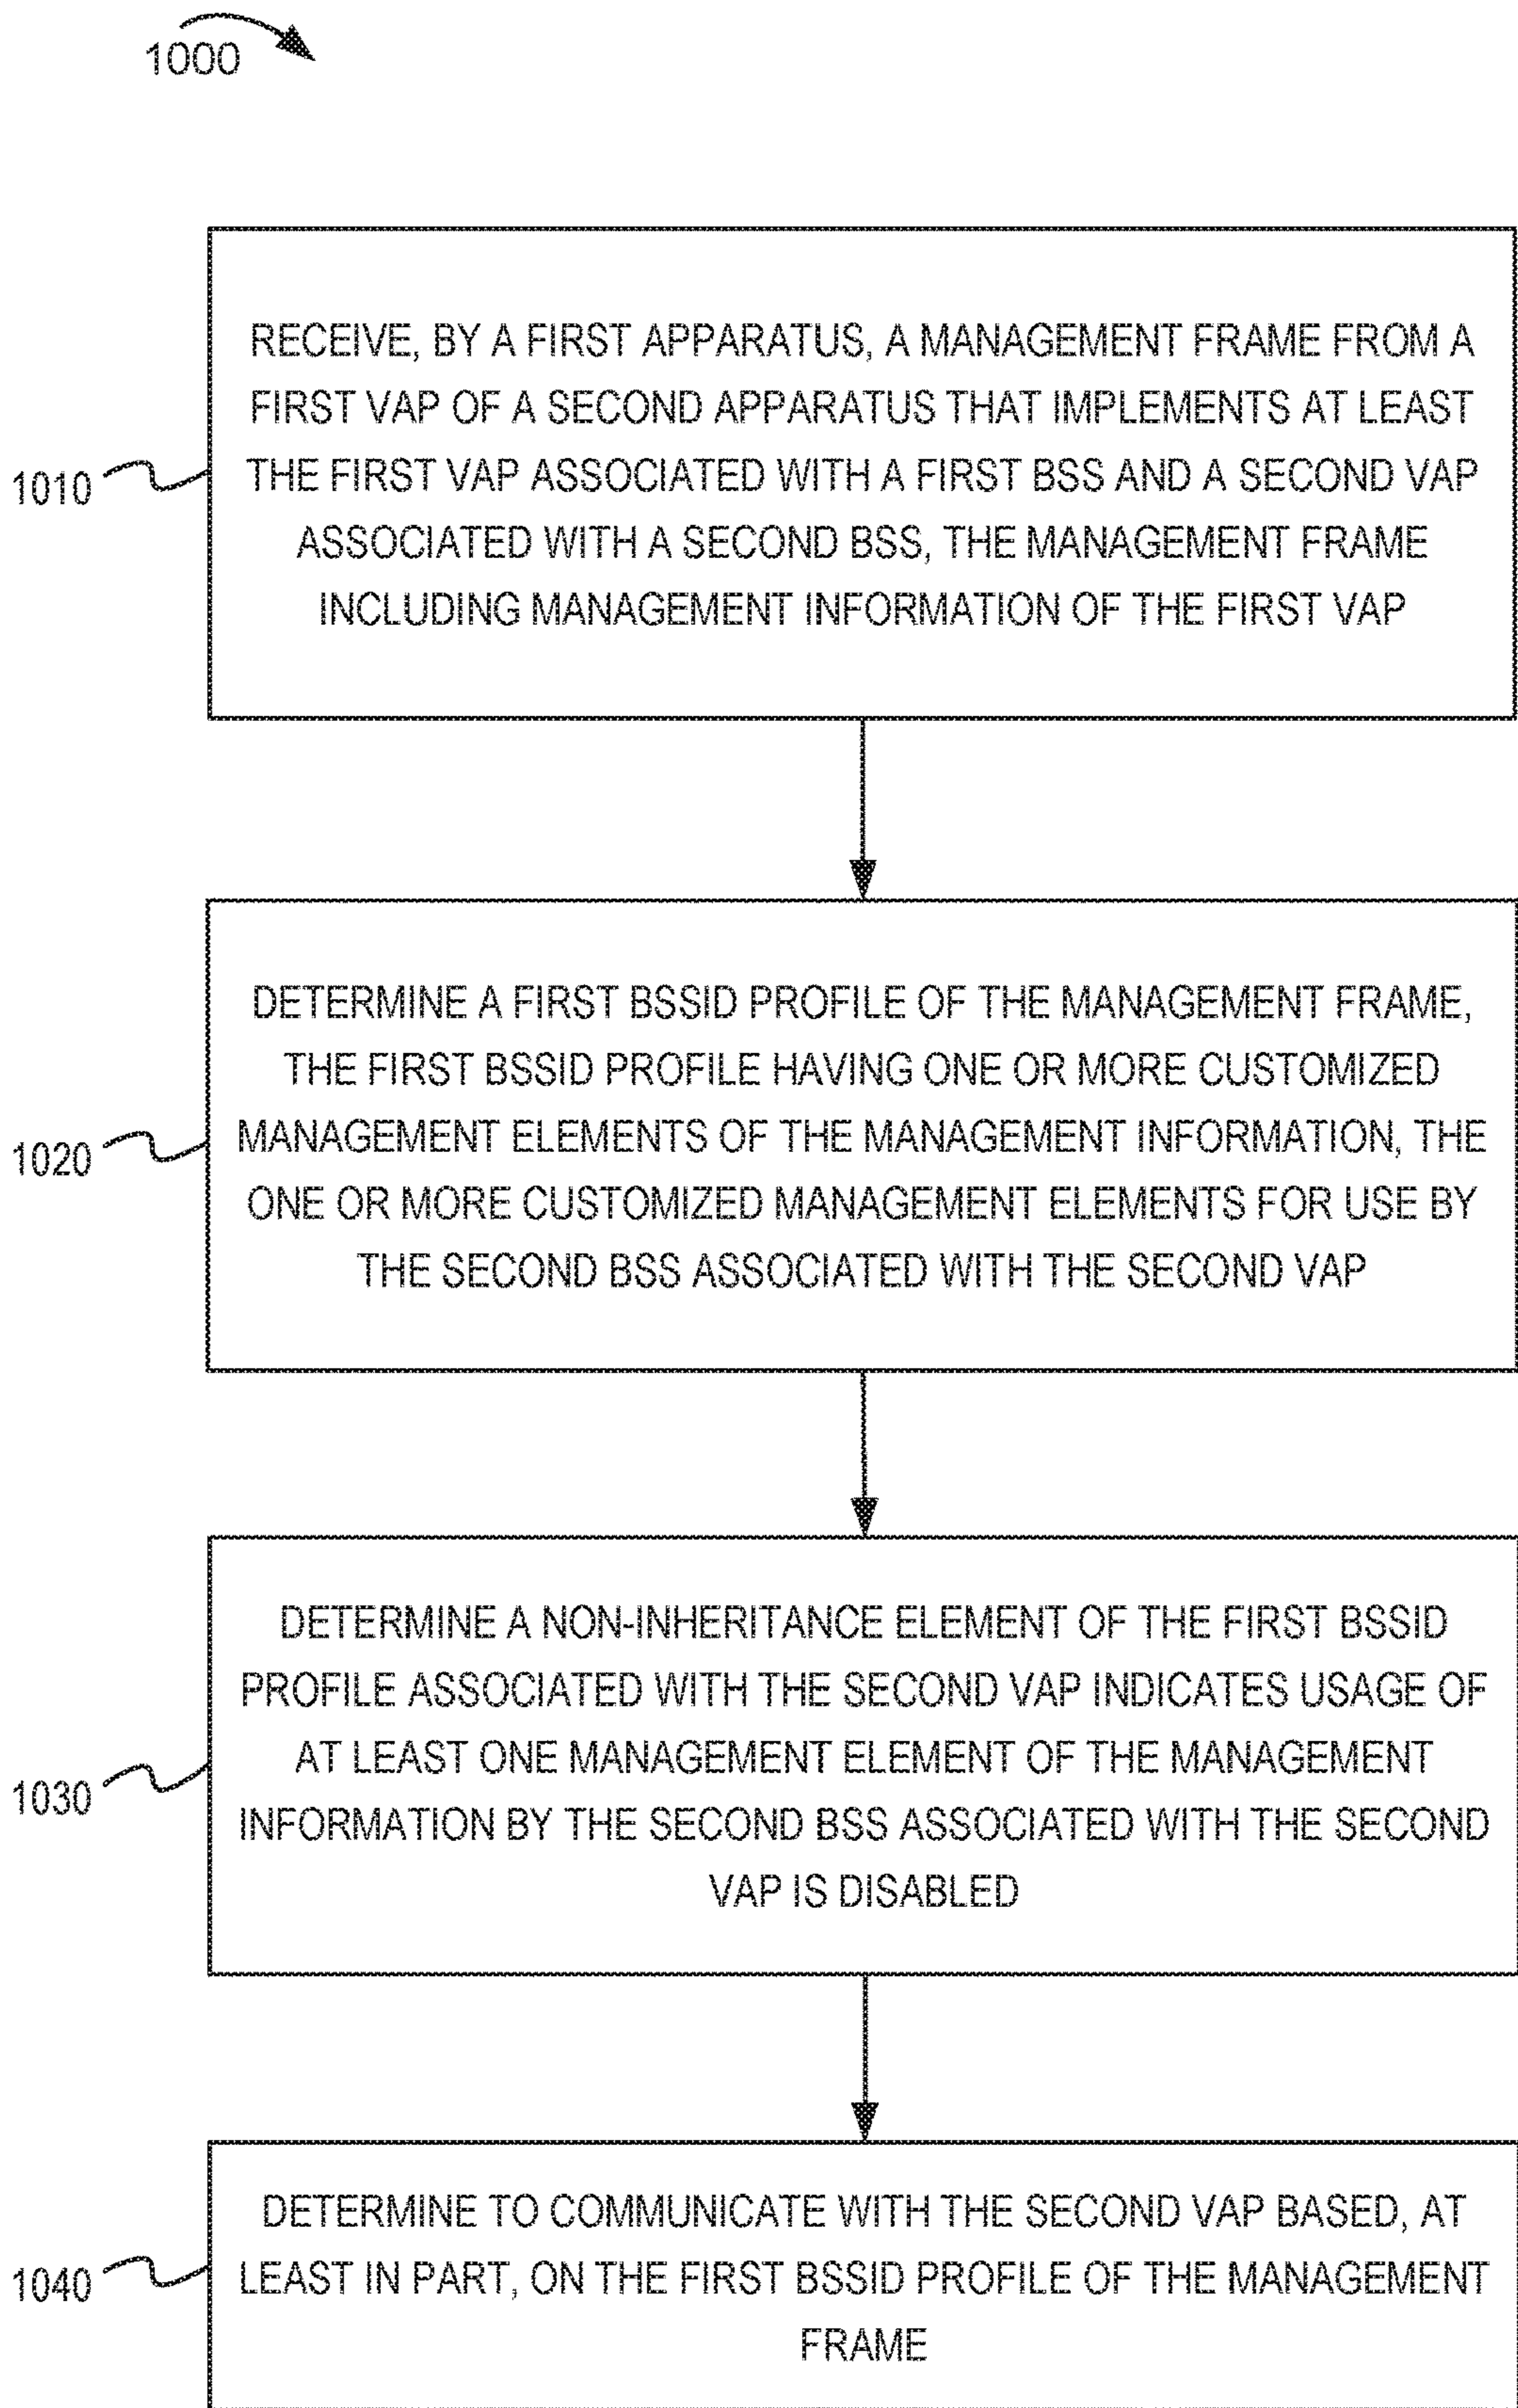 1000
RECEIVE, BY A FIRST APPARATUS, A MANAGEMENT FRAME FROM A
FIRST VAP OF A SECOND APPARATUS THAT IMPLEMENTS AT LEAST
THE FIRST VAP ASSOCIATED WITH A FIRST BSS AND A SECOND VAP
ASSOCIATED WITH A SECOND BSS, THE MANAGEMENT FRAME
INCLUDING MANAGEMENT INFORMATION OF THE FIRST VAP
1010
DETERMINE A FIRST BSSID PROFILE OF THE MANAGEMENT FRAME,
THE FIRST BSSID PROFILE HAVING ONE OR MORE CUSTOMIZED
MANAGEMENT ELEMENTS OF THE MANAGEMENT INFORMATION, THE
ONE OR MORE CUSTOMIZED MANAGEMENT ELEMENTS FOR USE BY
THE SECOND BSS ASSOCIATED WITH THE SECOND VAP
1020
DETERMINE A NON-INHERITANCE ELEMENT OF THE FIRST BSSID
PROFILE ASSOCIATED WITH THE SECOND VAP INDICATES USAGE OF
AT LEAST ONE MANAGEMENT ELEMENT OF THE MANAGEMENT
INFORMATION BY THE SECOND BSS ASSOCIATED WITH THE SECOND
VAP IS DISABLED
1030
DETERMINE TO COMMUNICATE WITH THE SECOND VAP BASED, AT
LEAST IN PART, ON THE FIRST BSSID PROFILE OF THE MANAGEMENT
FRAME
1040